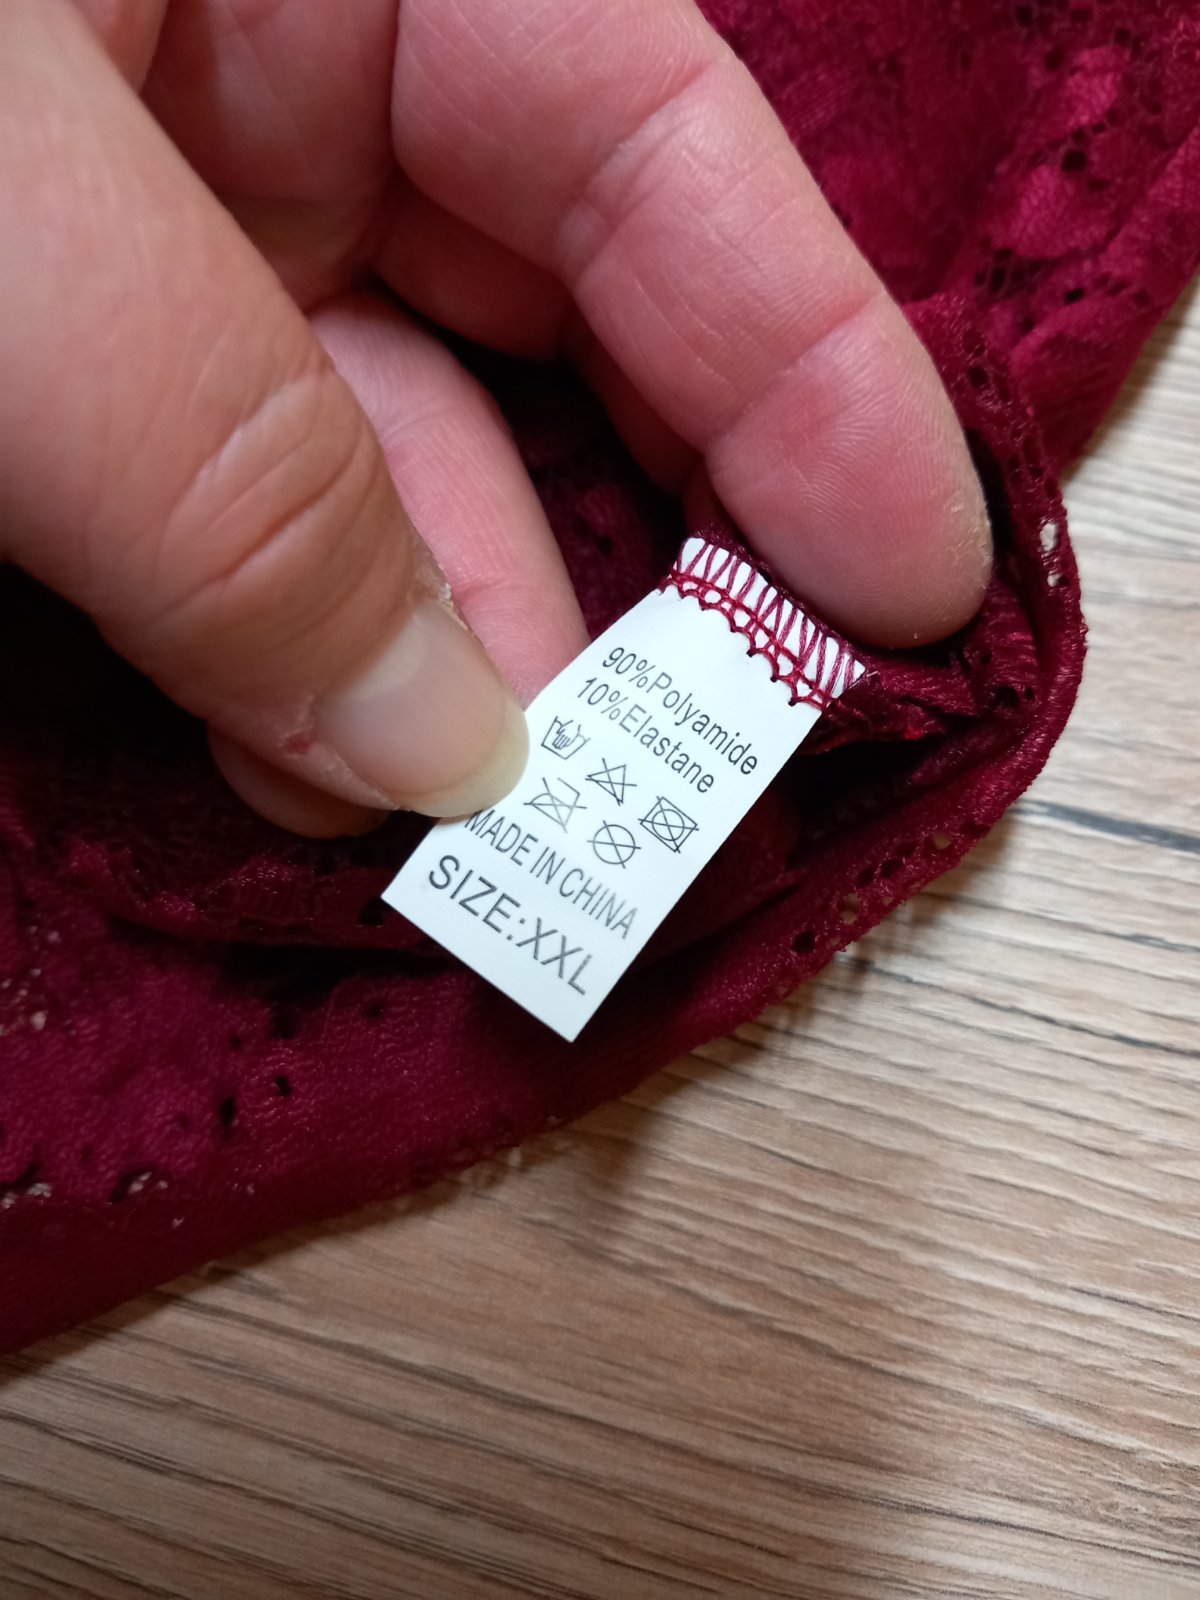 90%Polyamide
10%Elastane
MADE IN CHINA
SIZE:XXL